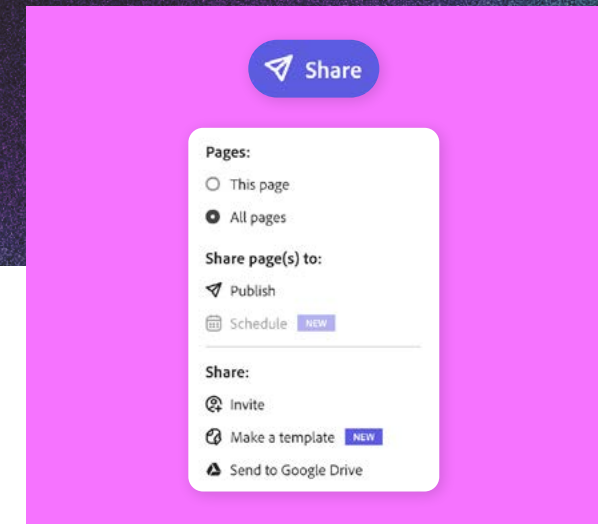 Share
Pages:
This page
All pages
Share page(s) to:
Publish
Schedule NEW
Share:
Invite
Make a template NEW
Send to Google Drive